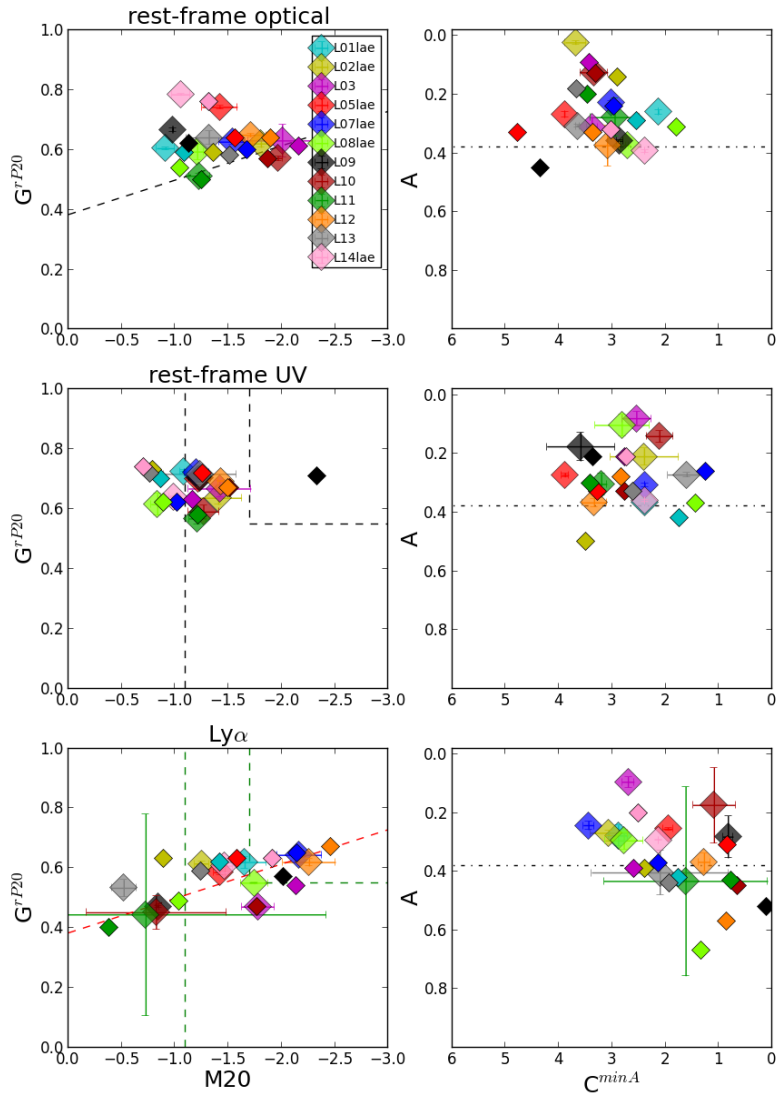 rest-frame optical
1.0
0.8
0.6
0.4
0.2
0.0
G^{rP20}
0.0 −0.5 −1.0 −1.5 −2.0 −2.5 −3.0
L01lae
L02lae
L03
L05lae
L07lae
L08lae
L09
L10
L11
L12
L13
L14lae
0.0
0.2
0.4
0.6
0.8
A
6 5 4 3 2 1 0
rest-frame UV
1.0
0.8
0.6
0.4
0.2
0.0
G^{rP20}
0.0 −0.5 −1.0 −1.5 −2.0 −2.5 −3.0
0.0
0.2
0.4
0.6
0.8
A
6 5 4 3 2 1 0
Lyα
1.0
0.8
0.6
0.4
0.2
0.0
G^{rP20}
0.0 −0.5 −1.0 −1.5 −2.0 −2.5 −3.0
M20
0.0
0.2
0.4
0.6
0.8
A
6 5 4 3 2 1 0
C^{minA}